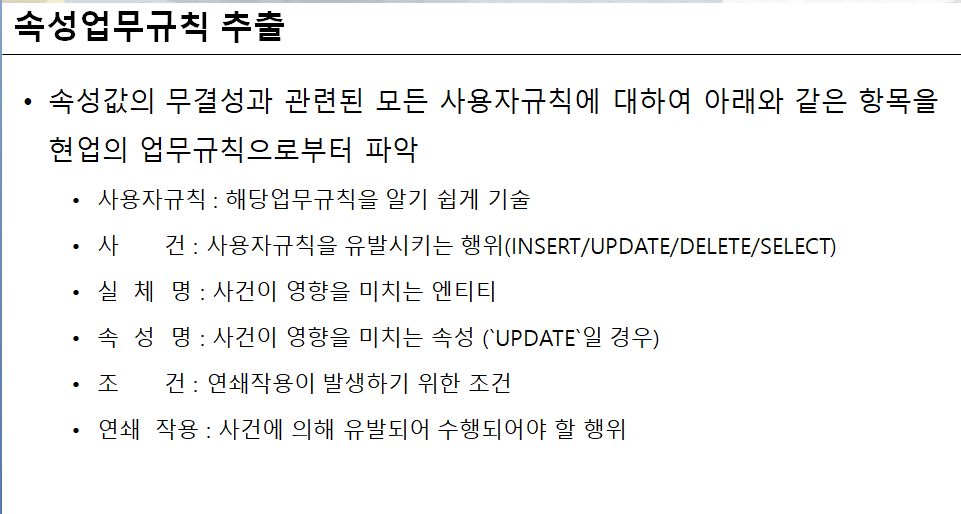 속성업무규칙 추출
• 속성값의 무결성과 관련된 모든 사용자규칙에 대하여 아래와 같은 항목을
현업의 업무규칙으로부터 파악
• 사용자규칙 : 해당업무규칙을 알기 쉽게 기술
• 사 건 : 사용자규칙을 유발시키는 행위(INSERT/UPDATE/DELETE/SELECT)
• 실 체 명 : 사건이 영향을 미치는 엔티티
• 속 성 명 : 사건이 영향을 미치는 속성 (`UPDATE`일 경우)
• 조 건 : 연쇄작용이 발생하기 위한 조건
• 연쇄 작용 : 사건에 의해 유발되어 수행되어야 할 행위